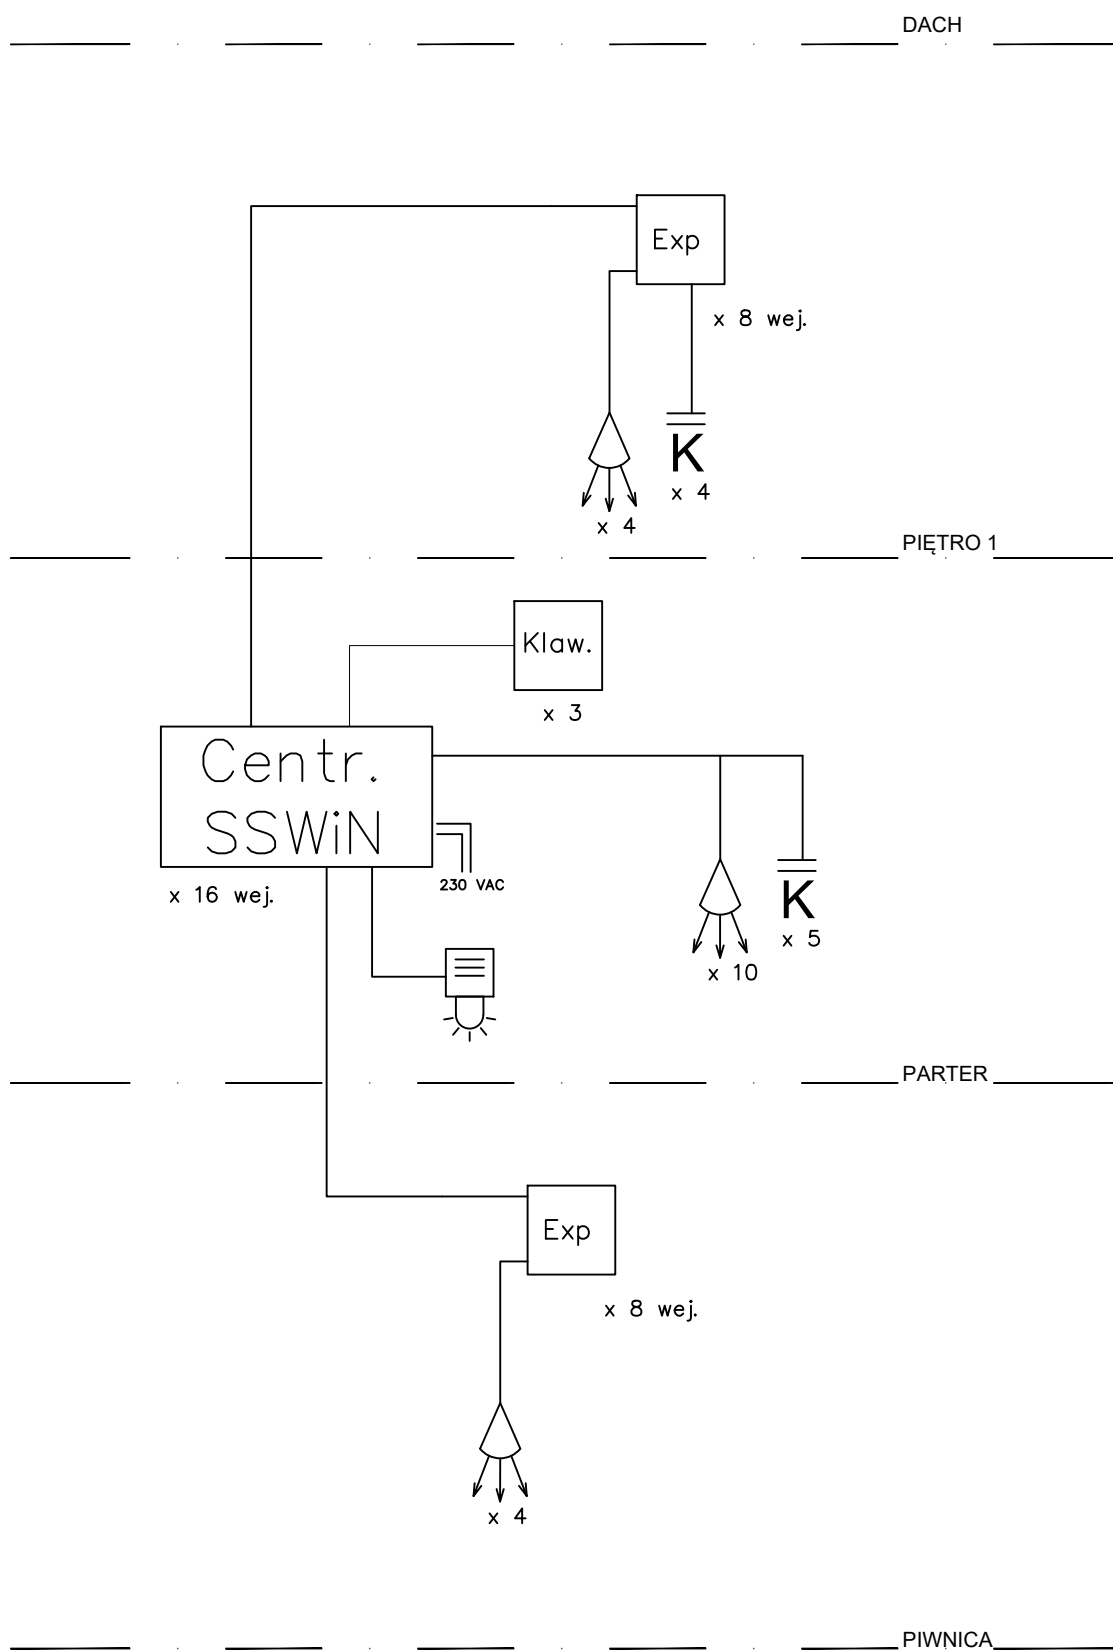 DACH
Exp
x 8 wej.
K
x 4
x 4
PIĘTRO 1
Klaw.
x 3
Centr.
SSWiN
230 VAC
x 16 wej.
K
x 5
x 10
PARTER
Exp
x 8 wej.
x 4
PIWNICA